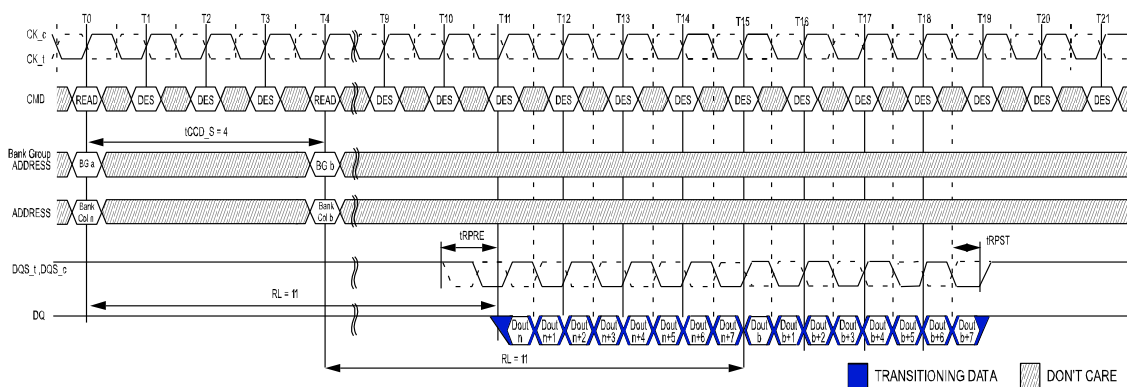 T0 T1 T2 T3 T4 T9 T10 T11 T12 T13 T14 T15 T16 T17 T18 T19 T20 T21
CK_c
CK_t
CMD READ DES DES DES READ DES DES DES DES DES DES DES DES DES DES DES DES DES
tCCD_S = 4
Bank Group
ADDRESS BG a BG b
ADDRESS Bank Col n Bank Col b
tRPRE tRPST
DQS_t ,DQS_c
RL = 11
DQ Dout n Dout n+1 Dout n+2 Dout n+3 Dout n+4 Dout n+5 Dout n+6 Dout n+7 Dout b Dout b+1 Dout b+2 Dout b+3 Dout b+4 Dout b+5 Dout b+6 Dout b+7
RL = 11
TRANSITIONING DATA DON'T CARE